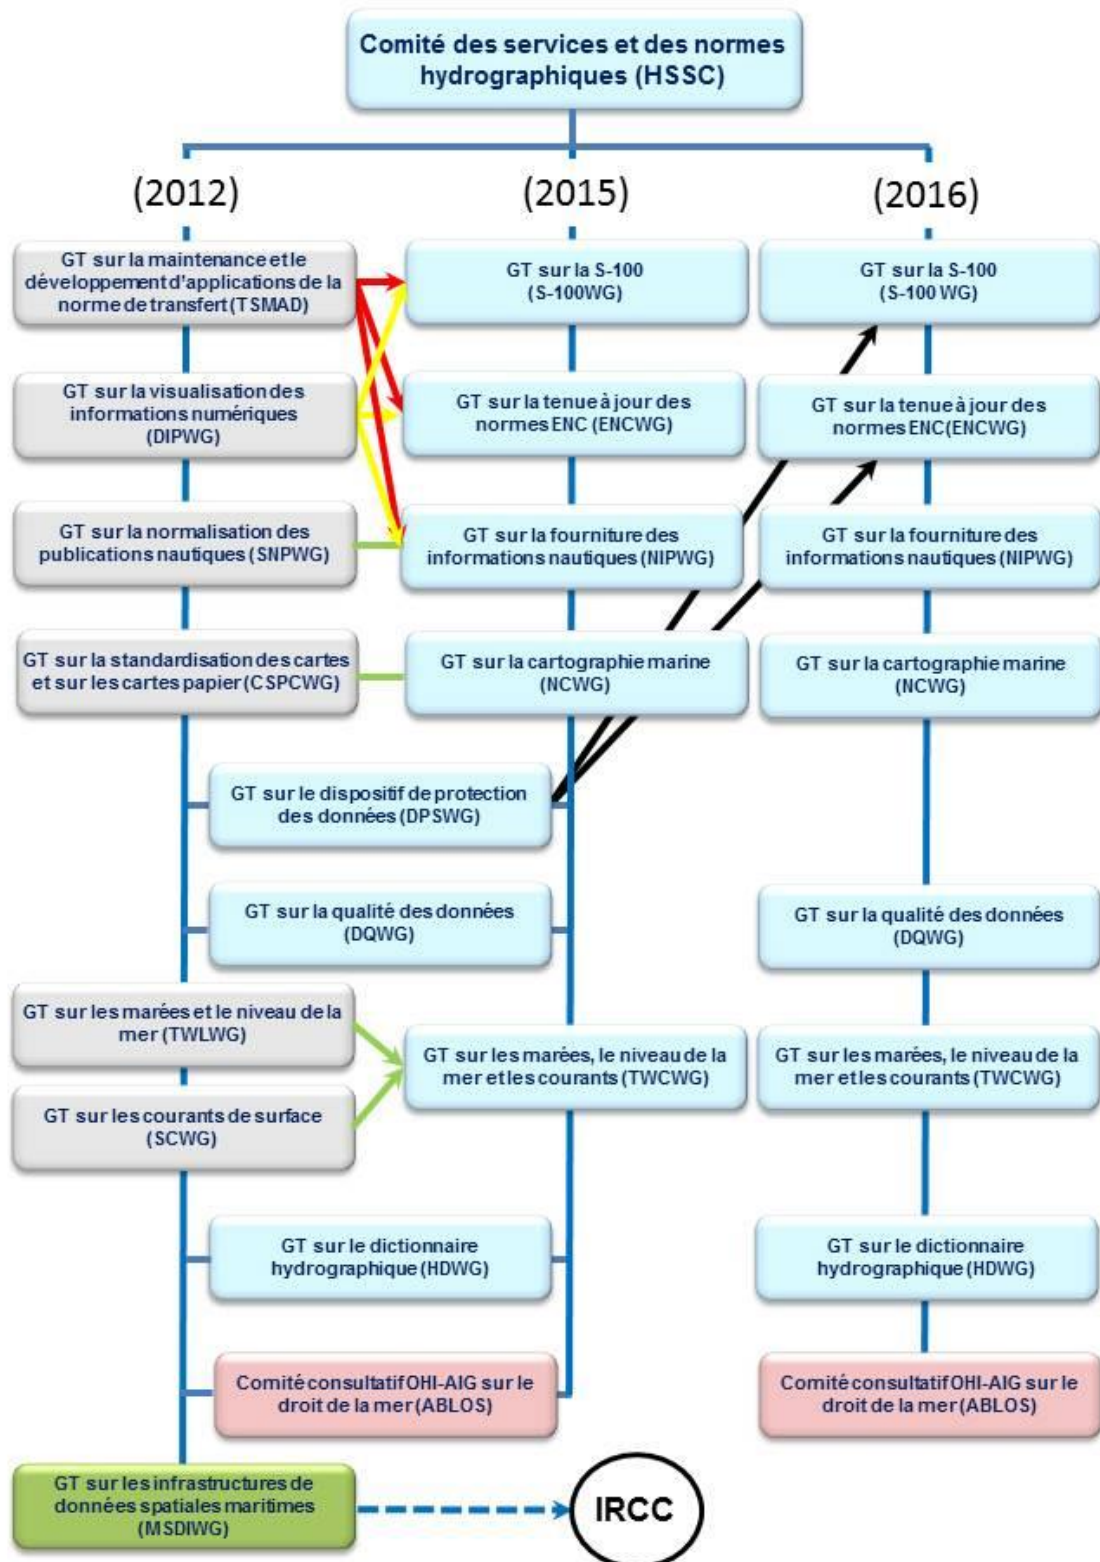 Comité des services et des normes
hydrographiques (HSSC)
(2012)
(2015)
(2016)
GT sur la maintenance et le
développement d'applications de la
norme de transfert (TSMAD)
GT sur la S-100
(S-100WG)
GT sur la S-100
(S-100 WG)
GT sur la visualisation des
informations numériques
(DIPWG)
GT sur la tenue à jour des
normes ENC (ENCWG)
GT sur la tenue à jour des
normes ENC(ENCWG)
GT sur la normalisation des
publications nautiques (SNPWG)
GT sur la fourniture des
informations nautiques (NIPWG)
GT sur la fourniture des
informations nautiques (NIPWG)
GT sur la standardisation des cartes
et sur les cartes papier (CSPCWG)
GT sur la cartographie marine
(NCWG)
GT sur la cartographie marine
(NCWG)
GT sur le dispositif de protection
des données (DPSWG)
GT sur la qualité des données
(DQWG)
GT sur la qualité des données
(DQWG)
GT sur les marées et le niveau de la
mer (TWLWG)
GT sur les marées, le niveau de la
mer et les courants (TWCWG)
GT sur les marées, le niveau de la
mer et les courants (TWCWG)
GT sur les courants de surface
(SCWG)
GT sur le dictionnaire
hydrographique (HDWG)
GT sur le dictionnaire
hydrographique (HDWG)
Comité consultatif OHI-AIG sur le
droit de la mer (ABLOS)
Comité consultatif OHI-AIG sur le
droit de la mer (ABLOS)
GT sur les infrastructures de
données spatiales maritimes
(MSDIWG)
IRCC